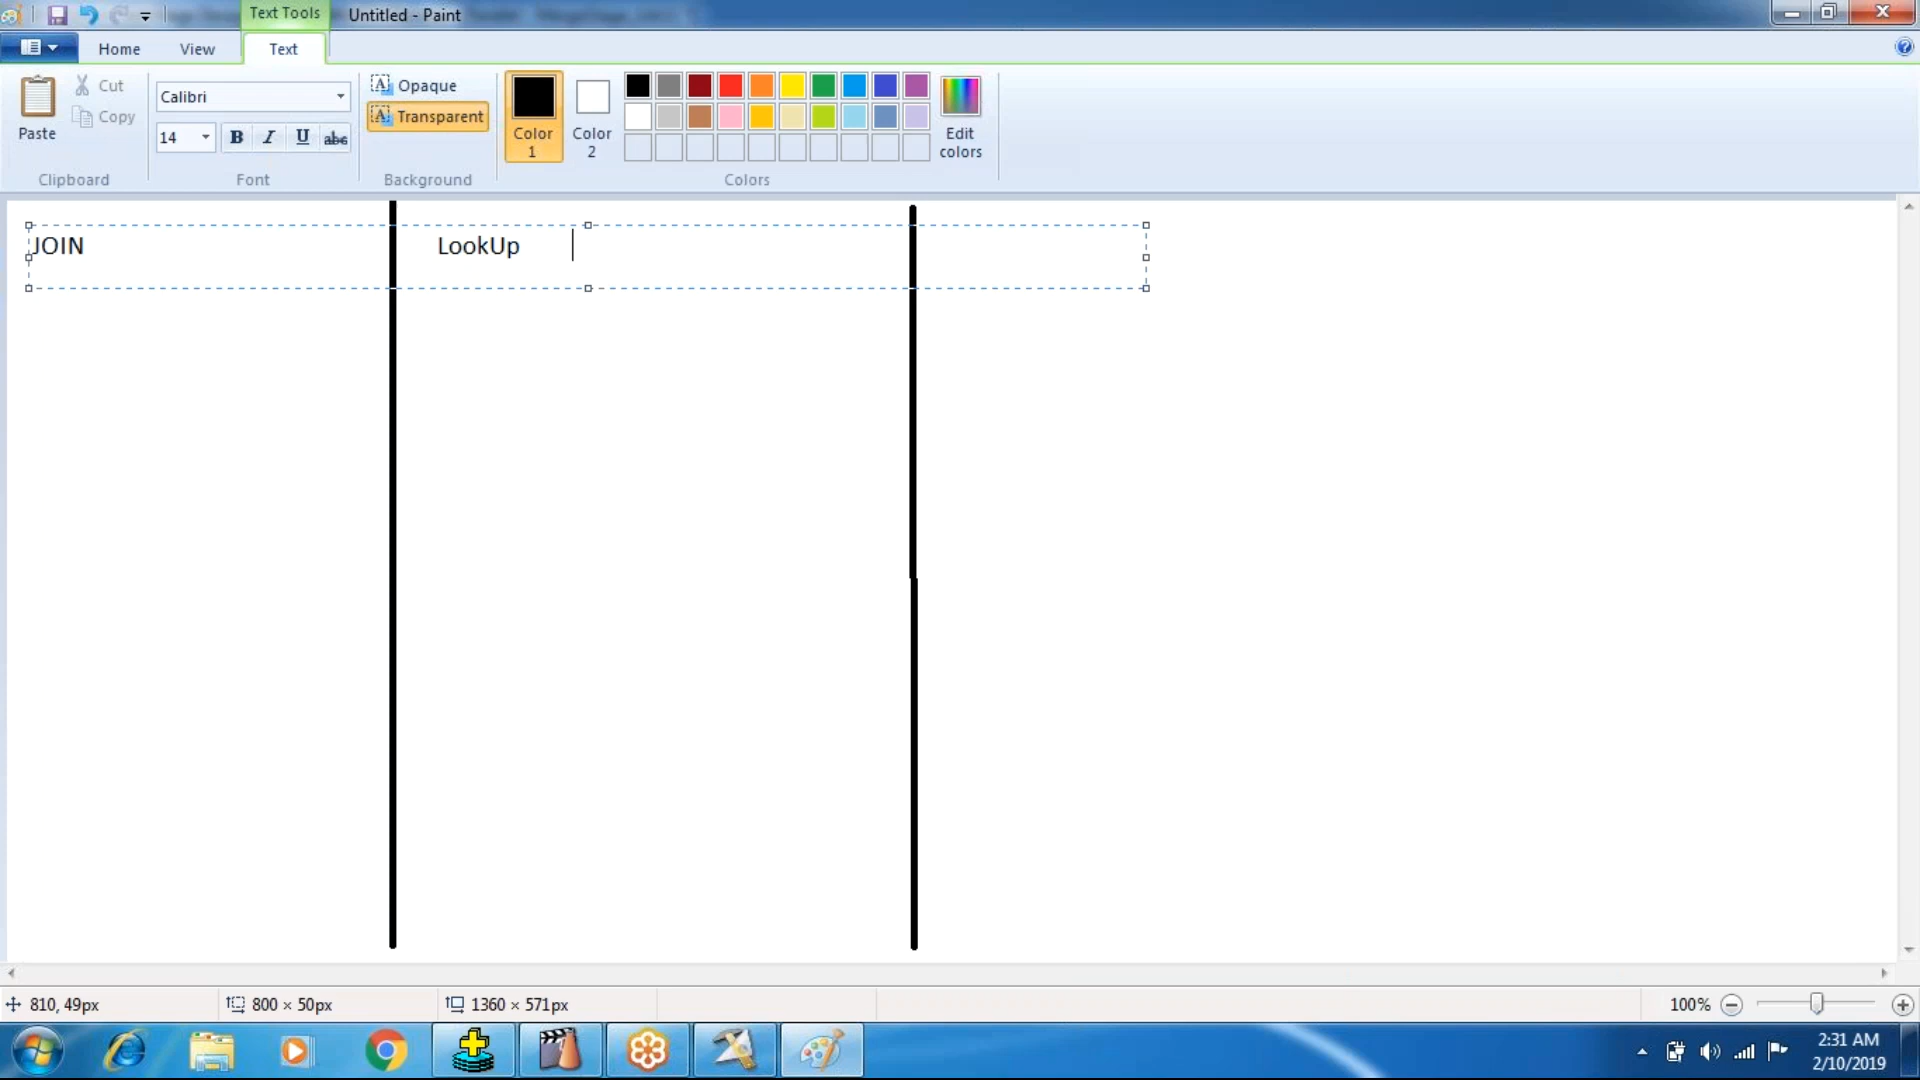 Text Tools
Untitled - Paint
Home
View
Text
Paste
Cut
Copy
Clipboard
Calibri
14
B I U abc
Font
Opaque
Transparent
Background
Color 1
Color 2
Edit colors
Colors
JOIN
LookUp
810, 49px
800 × 50px
1360 × 571px
100%
2:31 AM
2/10/2019